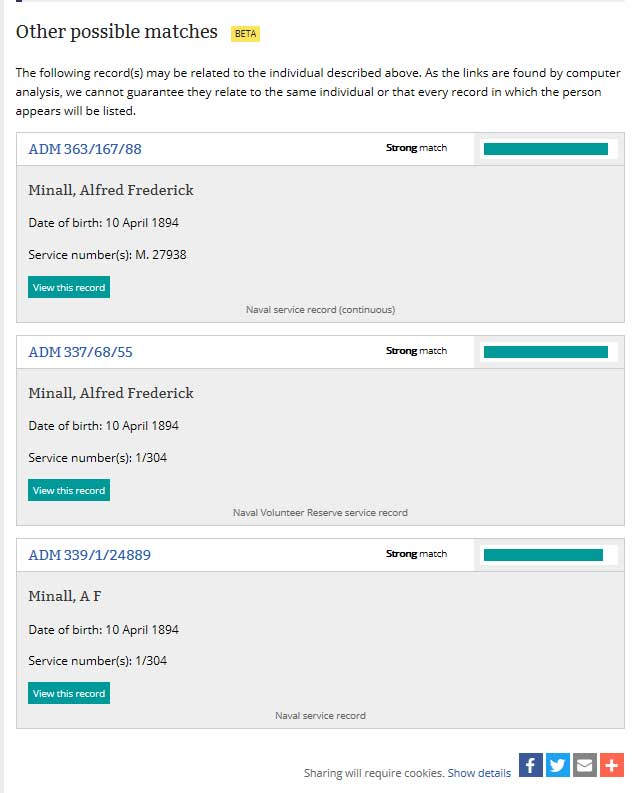 Other possible matches BETA
The following record(s) may be related to the individual described above. As the links are found by computer
analysis, we cannot guarantee they relate to the same individual or that every record in which the person
appears will be listed.
ADM 363/167/88 Strong match
Minall, Alfred Frederick
Date of birth: 10 April 1894
Service number(s): M. 27938
View this record
Naval service record (continuous)
ADM 337/68/55 Strong match
Minall, Alfred Frederick
Date of birth: 10 April 1894
Service number(s): 1/304
View this record
Naval Volunteer Reserve service record
ADM 339/1/24889 Strong match
Minall, A F
Date of birth: 10 April 1894
Service number(s): 1/304
View this record
Naval service record
Sharing will require cookies. Show details